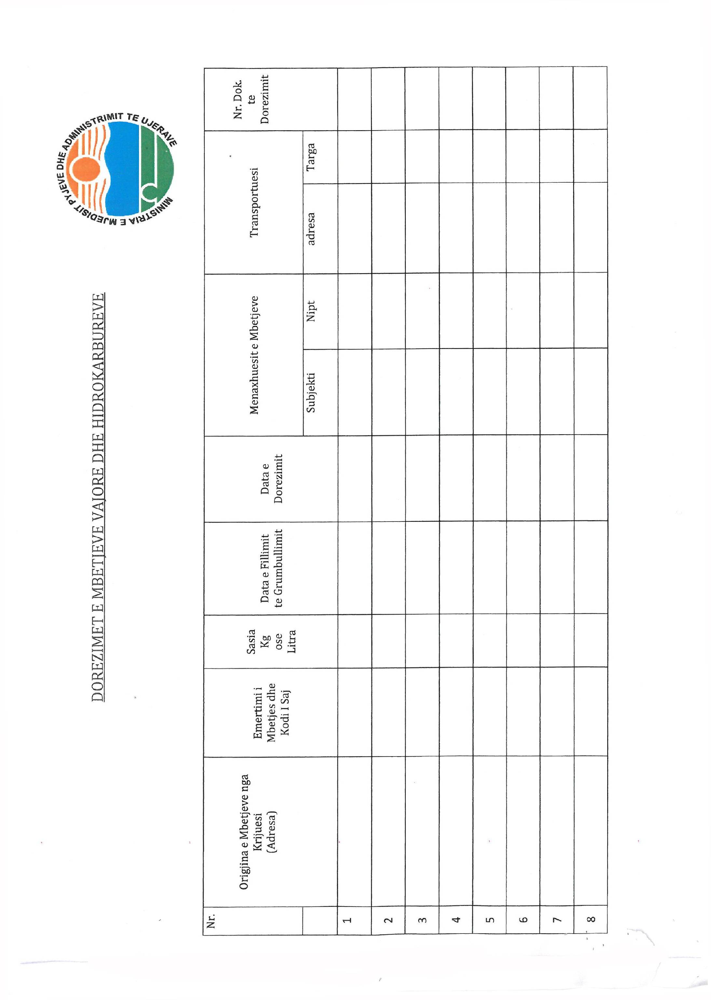 MINISTRIA E MJEDISIT PYJEVE DHE ADMINISTRIMIT TE UJERAVE
DOREZIMET E MBETJEVE VAJORE DHE HIDROKARBUREVE
Nr.
Origjina e Mbetjeve nga
Krijuesi
(Adresa)
Emertimi i
Mbetjes dhe
Kodi I Saj
Sasia
Kg
ose
Litra
Data e Fillimit
te Grumbullimit
Data e
Dorezimit
Menaxhuesit e Mbetjeve
Transportuesi
Nr. Dok.
te
Dorezimit
Subjekti
Nipt
adresa
Targa
1
2
3
4
5
6
7
8